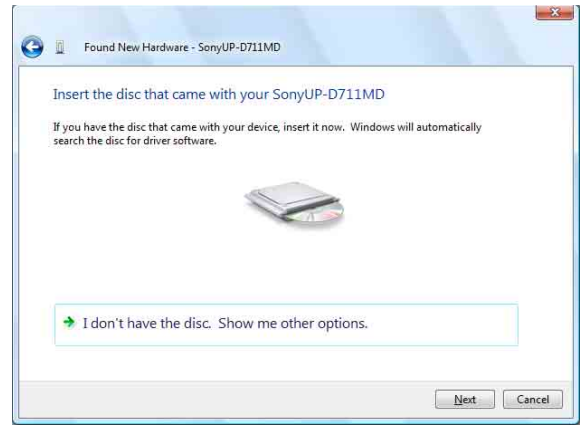 Found New Hardware - SonyUP-D711MD
Insert the disc that came with your SonyUP-D711MD
If you have the disc that came with your device, insert it now.  Windows will automatically
search the disc for driver software.
I don't have the disc.  Show me other options.
Next Cancel